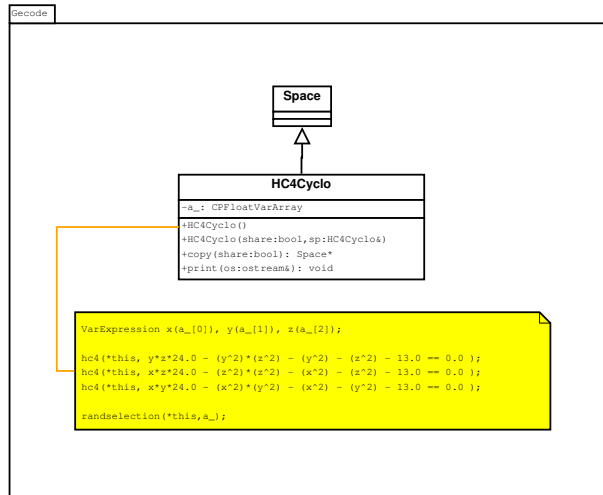 Gecode
Space
HC4Cyclo
-a_: CPFloatVarArray
+HC4Cyclo()
+HC4Cyclo(share:bool,sp:HC4Cyclo&)
+copy(share:bool): Space*
+print(os:ostream&): void
VarExpression x(a_[0]), y(a_[1]), z(a_[2]);
hc4(*this, y*z*24.0 - (y^2)*(z^2) - (y^2) - (z^2) - 13.0 == 0.0 );
hc4(*this, x*z*24.0 - (z^2)*(z^2) - (x^2) - (z^2) - 13.0 == 0.0 );
hc4(*this, x*y*24.0 - (x^2)*(y^2) - (x^2) - (y^2) - 13.0 == 0.0 );
randselection(*this,a_);